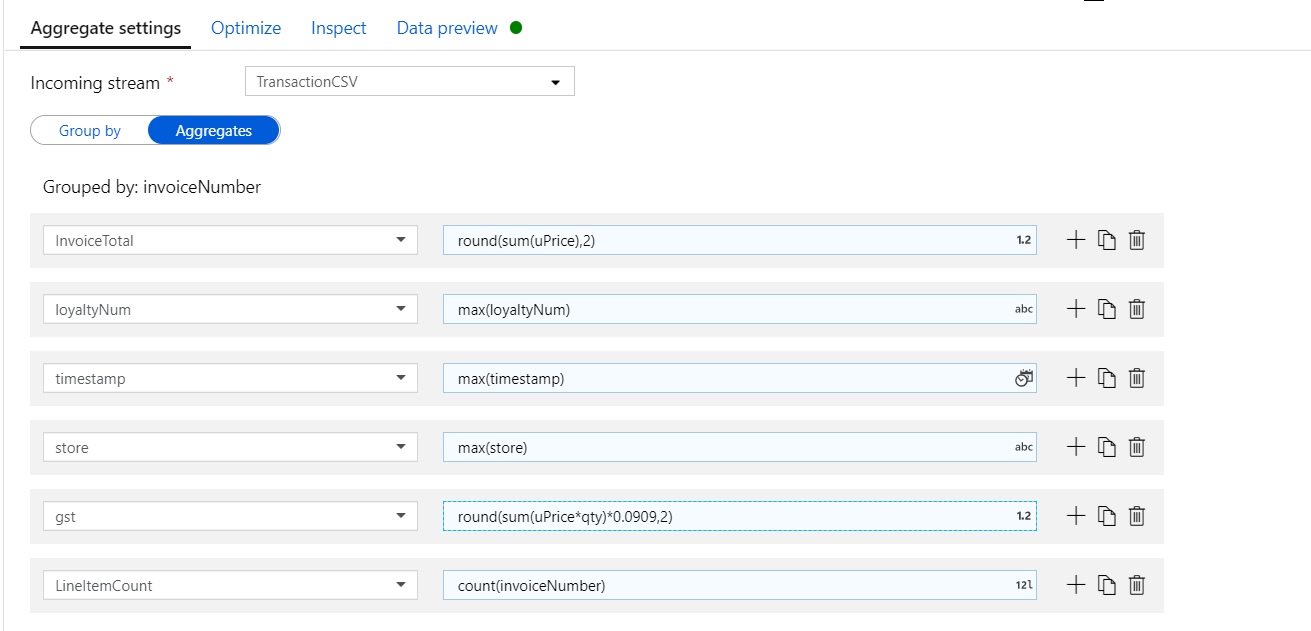 Aggregate settings Optimize Inspect Data preview
Incoming stream * TransactionCSV
Group by Aggregates
Grouped by: invoiceNumber
InvoiceTotal round(sum(uPrice),2) 1.2
loyaltyNum max(loyaltyNum) abc
timestamp max(timestamp)
store max(store) abc
gst round(sum(uPrice*qty)*0.0909,2) 1.2
LineItemCount count(invoiceNumber) 12l